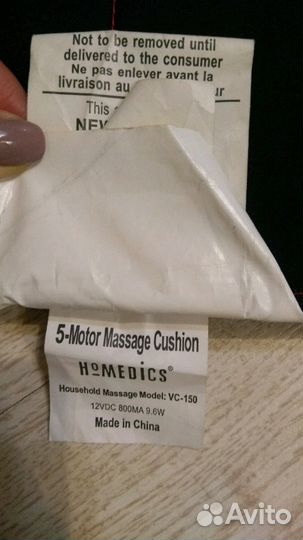 Not to be removed until
delivered to the consumer
Ne pas enlever avant la
livraison au
This
NEW
5-Motor Massage Cushion
HoMEDiCS®
Household Massage Model: VC-150
12VDC 800MA 9.6W
Made in China
Avito